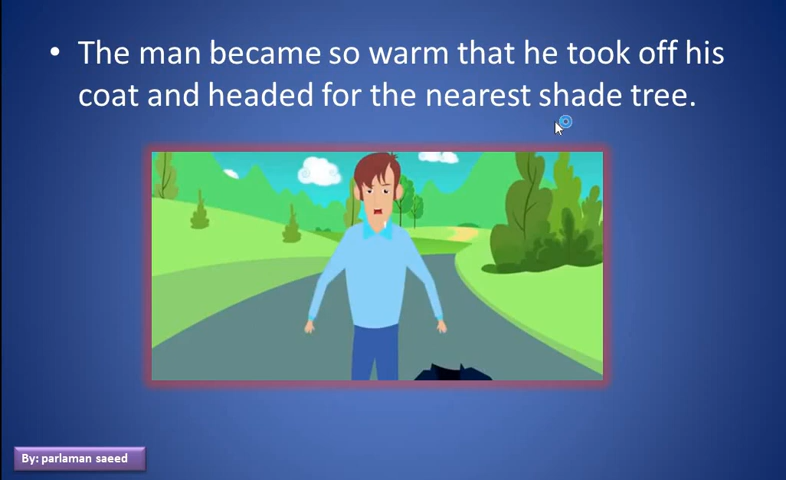 • The man became so warm that he took off his
coat and headed for the nearest shade tree.
By: parlaman saeed